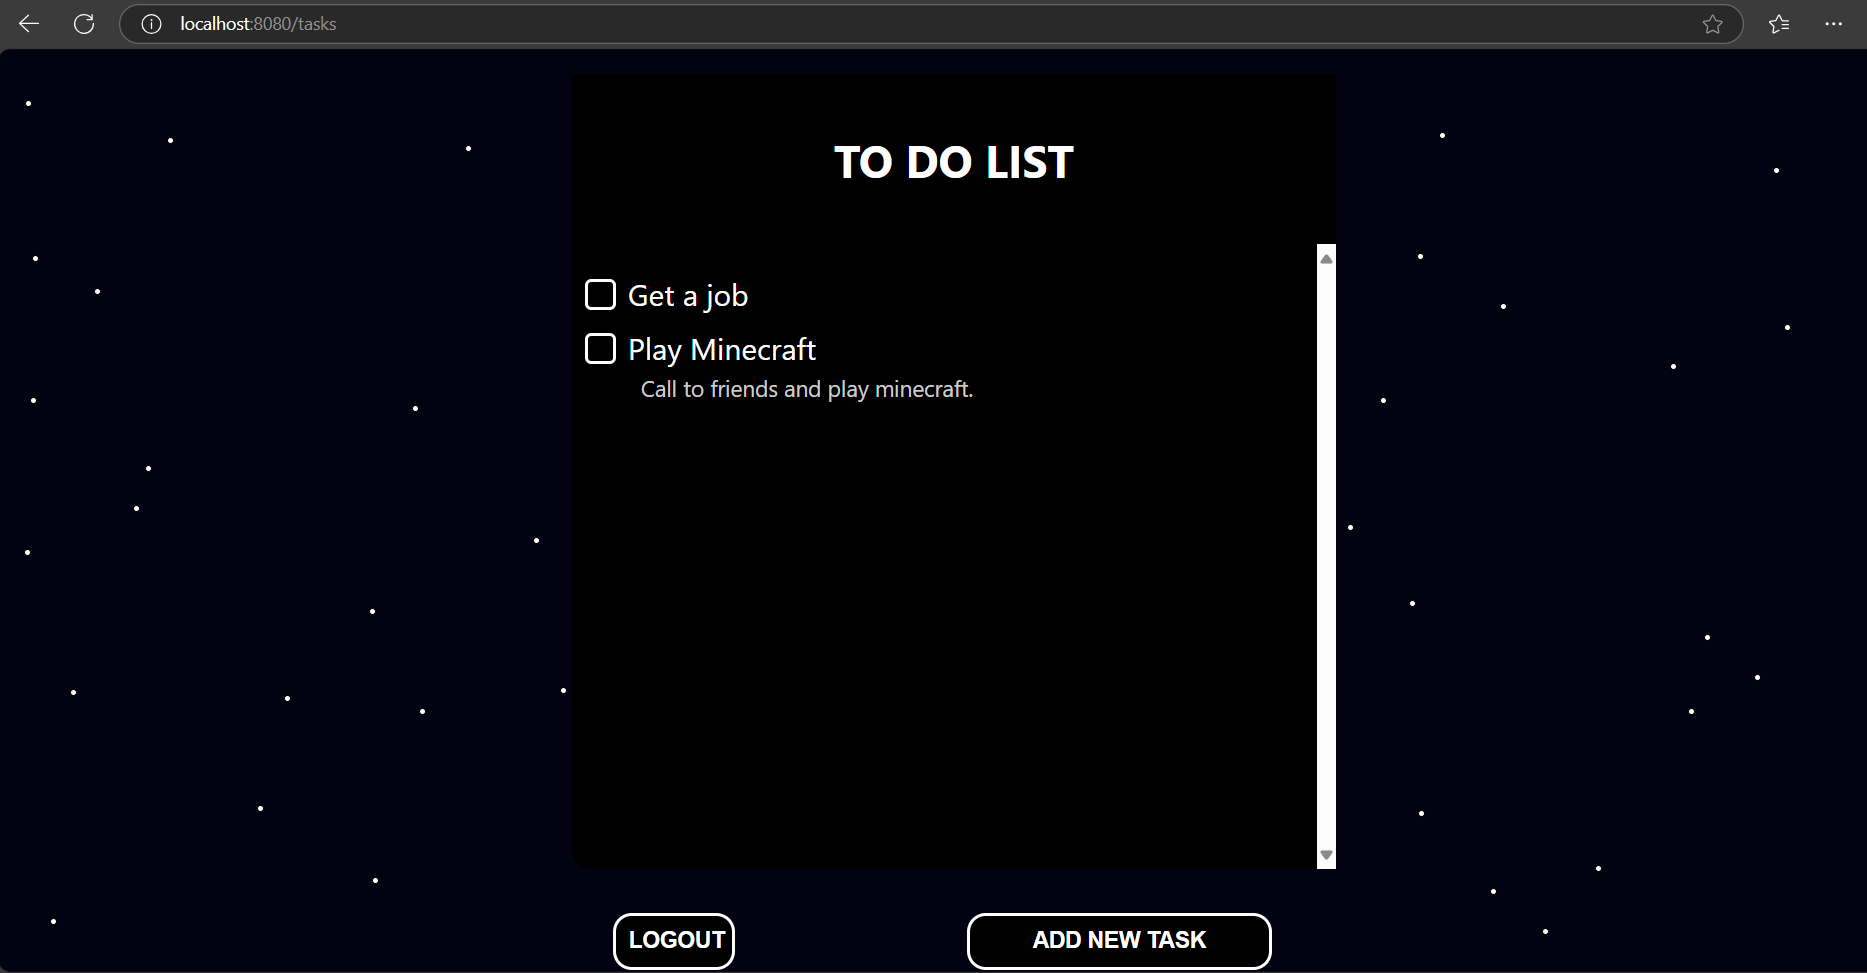 localhost:8080/tasks
TO DO LIST
Get a job
Play Minecraft
Call to friends and play minecraft.
LOGOUT
ADD NEW TASK